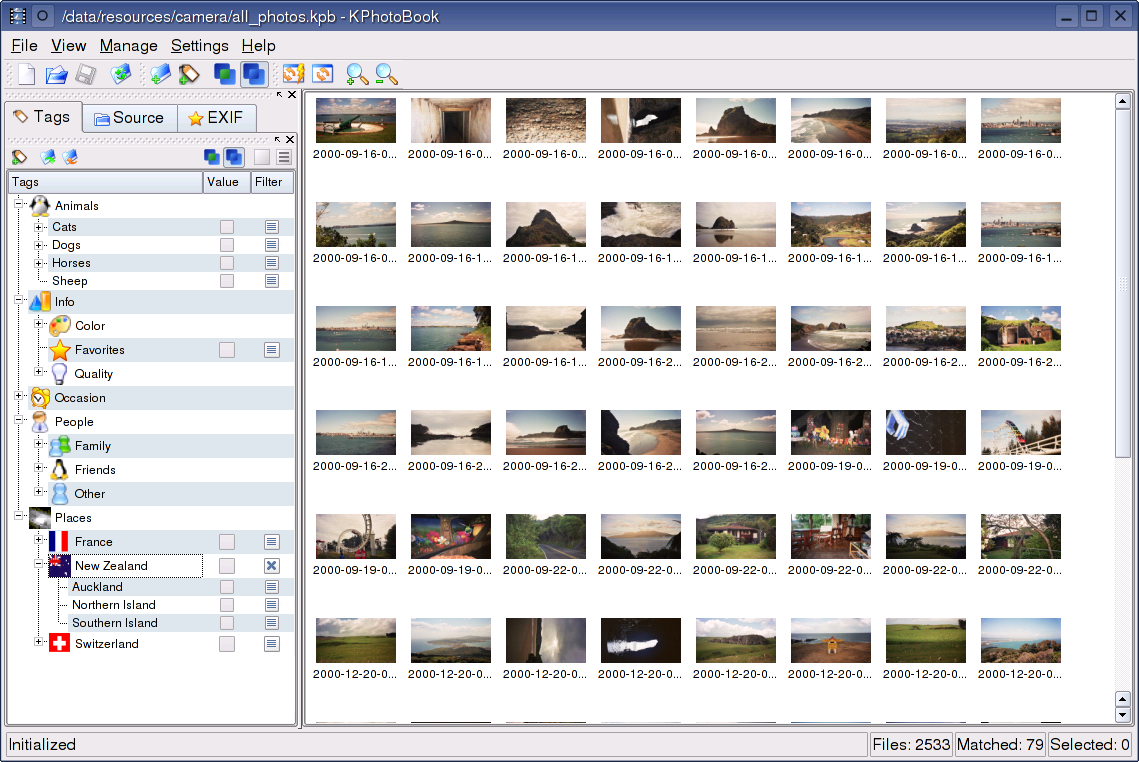 /data/resources/camera/all_photos.kpb - KPhotoBook
File View Manage Settings Help
Tags Source EXIF
Tags Value Filter
Animals
Cats
Dogs
Horses
Sheep
Info
Color
Favorites
Quality
Occasion
People
Family
Friends
Other
Places
France
New Zealand
Auckland
Northern Island
Southern Island
Switzerland
2000-09-16-0... 2000-09-16-0... 2000-09-16-0... 2000-09-16-0... 2000-09-16-0... 2000-09-16-0... 2000-09-16-0... 2000-09-16-0...
2000-09-16-0... 2000-09-16-1... 2000-09-16-1... 2000-09-16-1... 2000-09-16-1... 2000-09-16-1... 2000-09-16-1... 2000-09-16-1...
2000-09-16-1... 2000-09-16-1... 2000-09-16-1... 2000-09-16-2... 2000-09-16-2... 2000-09-16-2... 2000-09-16-2... 2000-09-16-2...
2000-09-16-2... 2000-09-16-2... 2000-09-16-2... 2000-09-16-2... 2000-09-16-2... 2000-09-19-0... 2000-09-19-0... 2000-09-19-0...
2000-09-19-0... 2000-09-19-0... 2000-09-22-0... 2000-09-22-0... 2000-09-22-0... 2000-09-22-0... 2000-09-22-0... 2000-09-22-0...
2000-12-20-0... 2000-12-20-0... 2000-12-20-0... 2000-12-20-0... 2000-12-20-0... 2000-12-20-0... 2000-12-20-0... 2000-12-20-0...
Initialized Files: 2533 Matched: 79 Selected: 0